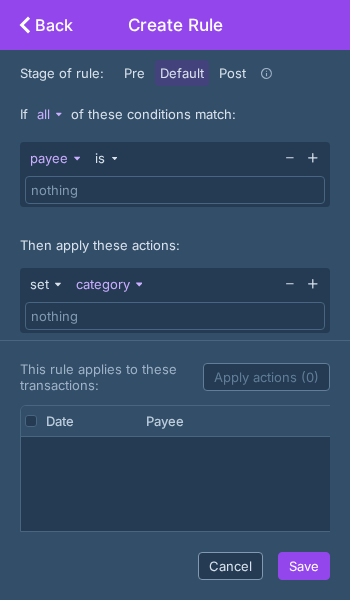 Back Create Rule
Stage of rule: Pre Default Post
If all of these conditions match:
payee is
nothing
Then apply these actions:
set category
nothing
This rule applies to these
transactions:
Apply actions (0)
Date Payee
Cancel Save